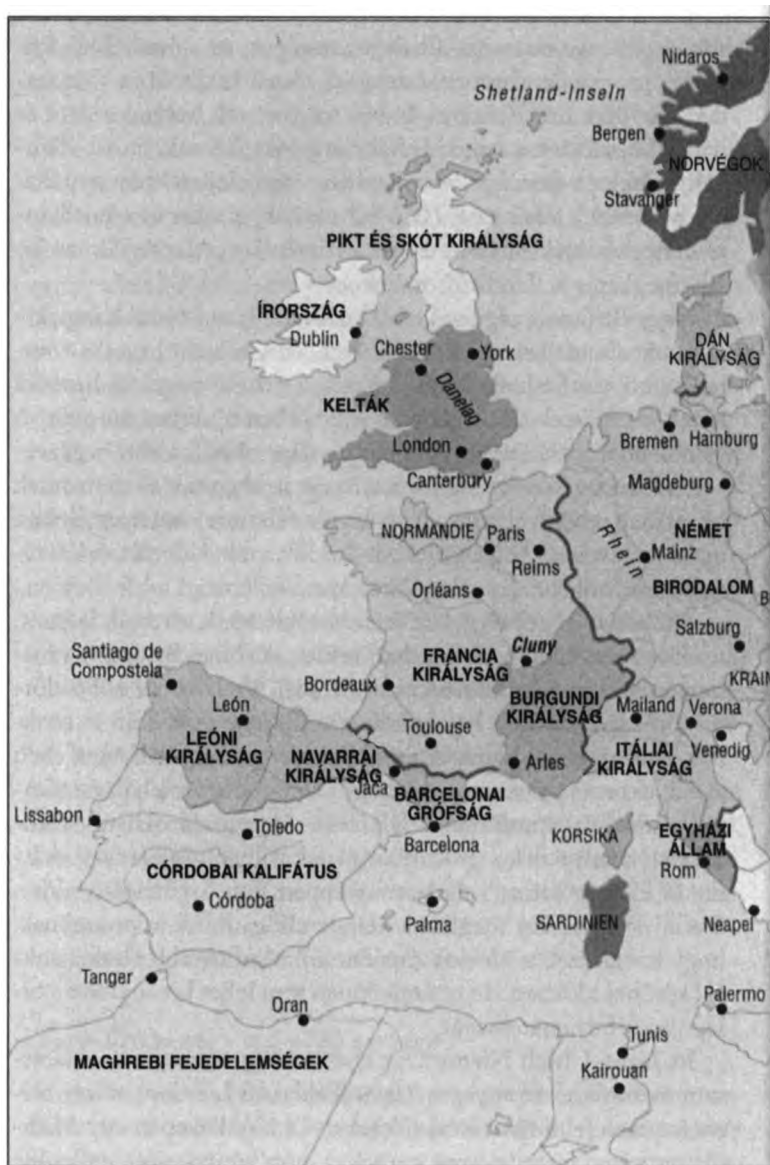 Nidaros
Shetland-Inseln
Bergen
NORVÉGOK
Stavanger
PIKT ÉS SKÓT KIRÁLYSÁG
ÍRORSZÁG
Dublin
DÁN
KIRÁLYSÁG
Chester
York
Danelag
KELTÁK
Bremen
Hamburg
London
Canterbury
Magdeburg
Rhein
NORMANDIE
Paris
Reims
NÉMET
Mainz
BIRODALOM
Orléans
B
Salzburg
KRAIN
Santiago de
Compostela
Bordeaux
FRANCIA
KIRÁLYSÁG
Cluny
León
LEÓNI
KIRÁLYSÁG
BURGUNDI
KIRÁLYSÁG
Mailand
Verona
Venedig
Toulouse
NAVARRAI
KIRÁLYSÁG
Jaca
Arles
ITÁLIAI
KIRÁLYSÁG
BARCELONAI
GRÓFSÁG
Barcelona
Lissabon
Toledo
KORSIKA
EGYHÁZI
ÁLLAM
Rom
CÓRDOBAI KALIFÁTUS
Córdoba
Palma
SARDINIEN
Neapel
Tanger
Oran
Palermo
Tunis
Kairouan
MAGHREBI FEJEDELEMSÉGEK